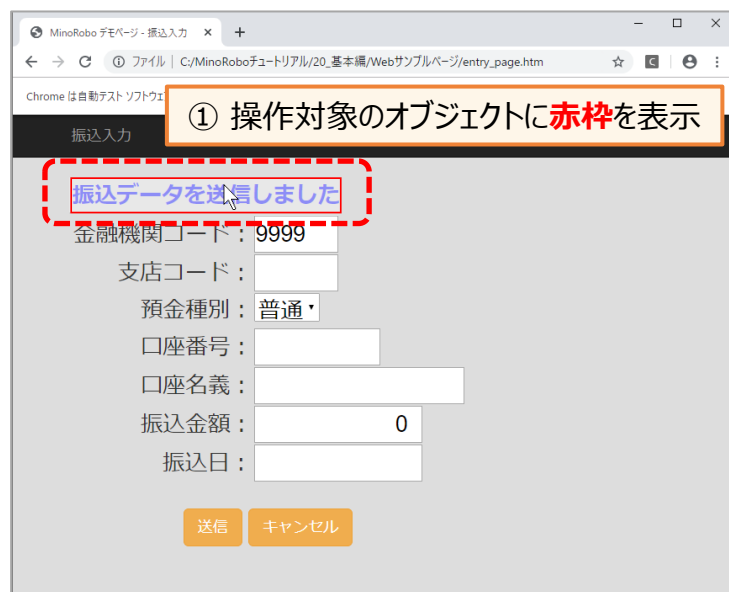 MinoRobo デモページ - 振込入力
ファイル | C:/MinoRoboチュートリアル/20_基本編/Webサンプルページ/entry_page.htm
C
Chrome は自動テスト ソフトウェ
① 操作対象のオブジェクトに赤枠を表示
振込入力
振込データを送信しました
金融機関コード：9999
支店コード：
預金種別：普通
口座番号：
口座名義：
振込金額：0
振込日：
送信 キャンセル